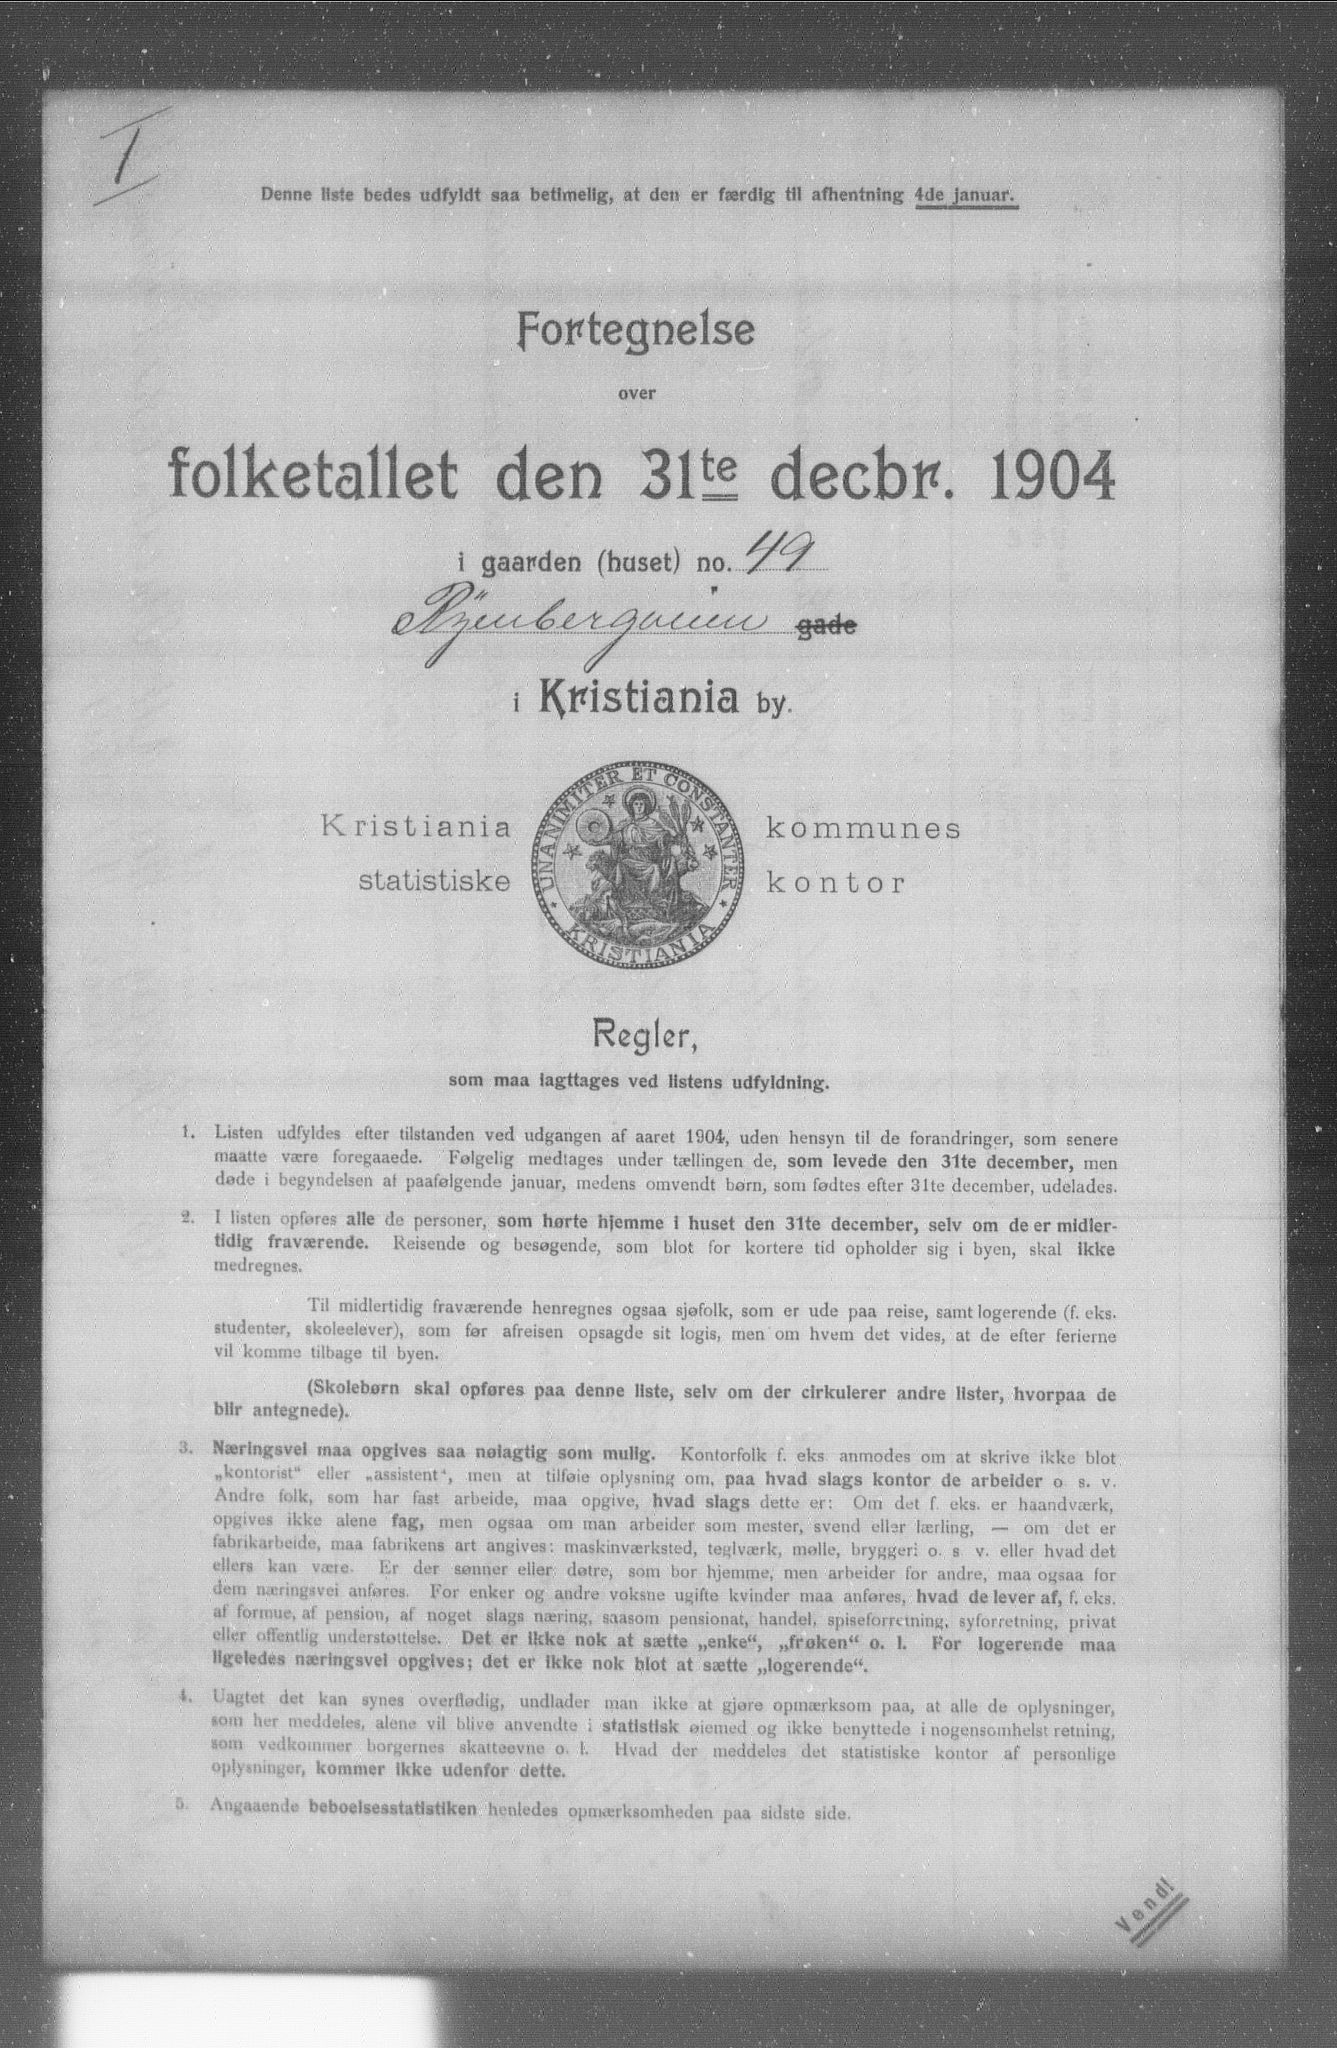 I
Denne liste bedes udfyldt saa betimelig, at den er færdig til afhentning 4de januar.
Fortegnelse
over
folketallet den 31te decbr. 1904
i gaarden (huset) no. 49
Ryenbergveien gade
i Kristiania by.
UNANIMITER ET CONSTANTER
KRISTIANIA
Kristiania kommunes
statistiske kontor
Regler,
som maa iagttages ved listens udfyldning.
1. Listen udfyldes efter tilstanden ved udgangen af aaret 1904, uden hensyn til de forandringer, som senere
maatte være foregaaede. Følgelig medtages under tællingen de, som levede den 31te december, men
døde i begyndelsen af paafølgende januar, medens omvendt børn, som fødtes efter 31te december, udelades.
2. I listen opføres alle de personer, som hørte hjemme i huset den 31te december, selv om de er midler-
tidig fraværende. Reisende og besøgende, som blot for kortere tid opholder sig i byen, skal ikke
medregnes.
Til midlertidig fraværende henregnes ogsaa sjøfolk, som er ude paa reise, samt logerende (f. eks.
studenter, skoleelever), som før afreisen opsagde sit logis, men om hvem det vides, at de efter ferierne
vil komme tilbage til byen.
(Skolebørn skal opføres paa denne liste, selv om der cirkulerer andre lister, hvorpaa de
blir antegnede).
3. Næringsvei maa opgives saa nøiagtig som mulig. Kontorfolk f. eks. anmodes om at skrive ikke blot
„kontorist“ eller „assistent“, men at tilføie oplysning om, paa hvad slags kontor de arbeider o. s. v.
Andre folk, som har fast arbeide, maa opgive, hvad slags dette er: Om det f. eks. er haandværk,
opgives ikke alene fag, men ogsaa om man arbeider som mester, svend eller lærling, — om det er
fabrikarbeide, maa fabrikens art angives: maskinværksted, teglværk, mølle, bryggeri o. s. v. eller hvad det
ellers kan være. Er der sønner eller døtre, som bor hjemme, men arbeider for andre, maa ogsaa for
dem næringsvei anføres. For enker og andre voksne ugifte kvinder maa anføres, hvad de lever af, f. eks.
af formue, af pension, af noget slags næring, saasom pensionat, handel, spiseforretning, syforretning, privat
eller offentlig understøttelse. Det er ikke nok at sætte „enke“, „frøken“ o. l. For logerende maa
ligeledes næringsvei opgives; det er ikke nok blot at sætte „logerende“.
4. Uagtet det kan synes overflødig, undlader man ikke at gjøre opmærksom paa, at alle de oplysninger,
som her meddeles, alene vil blive anvendte i statistisk øiemed og ikke benyttede i nogensomhelst retning,
som vedkommer borgernes skatteevne o. l. Hvad der meddeles det statistiske kontor af personlige
oplysninger, kommer ikke udenfor dette.
5. Angaaende beboelsesstatistiken henledes opmærksomheden paa sidste side.
Vend!